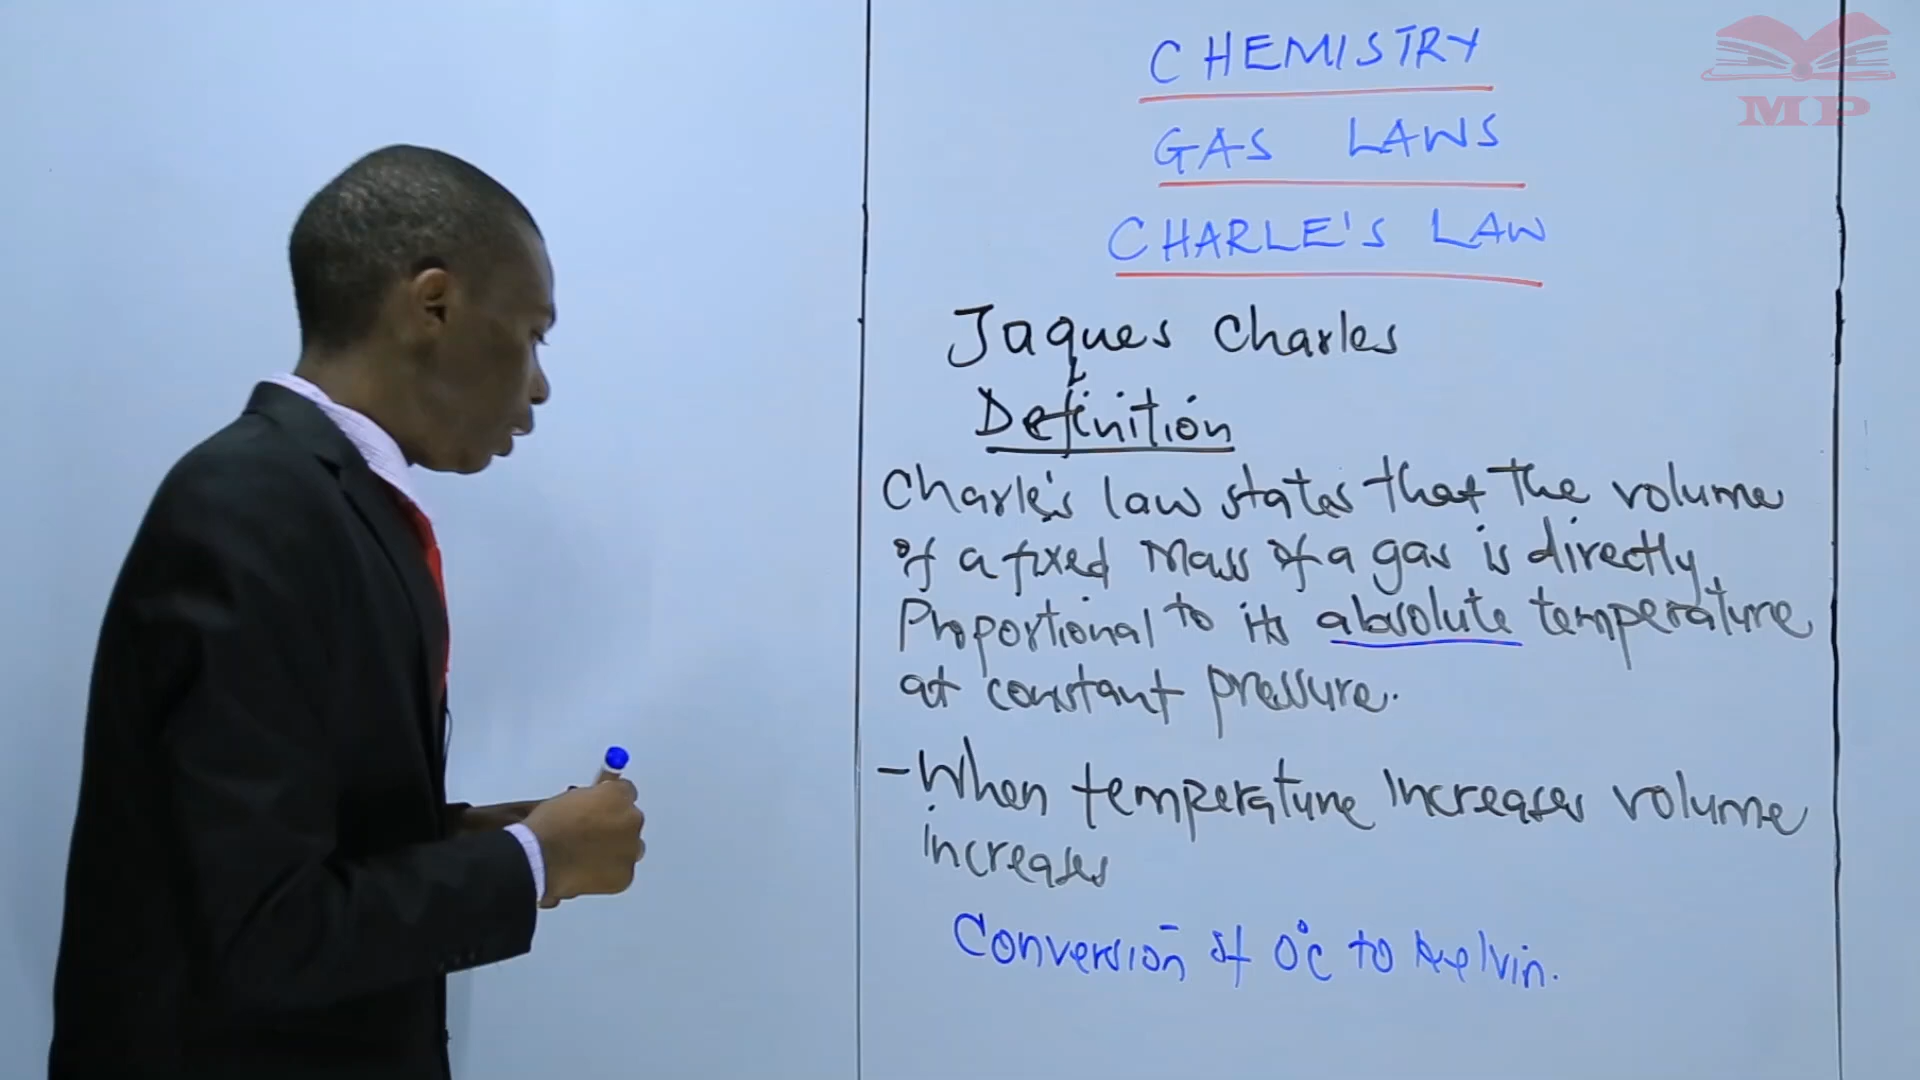 CHEMISTRY
MP
GAS LAWS
CHARLE'S LAW
Jaques Charles
Definition
Charle's law states that the volume
of a fixed mass of a gas is directly
Proportional to its absolute temperature
at constant pressure.
- When temperature increases volume
increases
Conversion of 0°C to Kelvin.